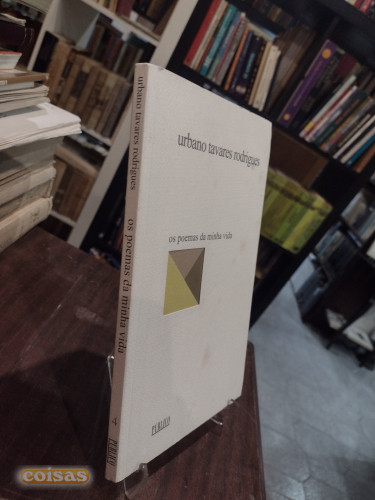 urbano tavares rodrigues
os poemas da minha vida
PÚBLICO
urbano tavares rodrigues
os poemas da minha vida
4
PÚBLICO
coisas